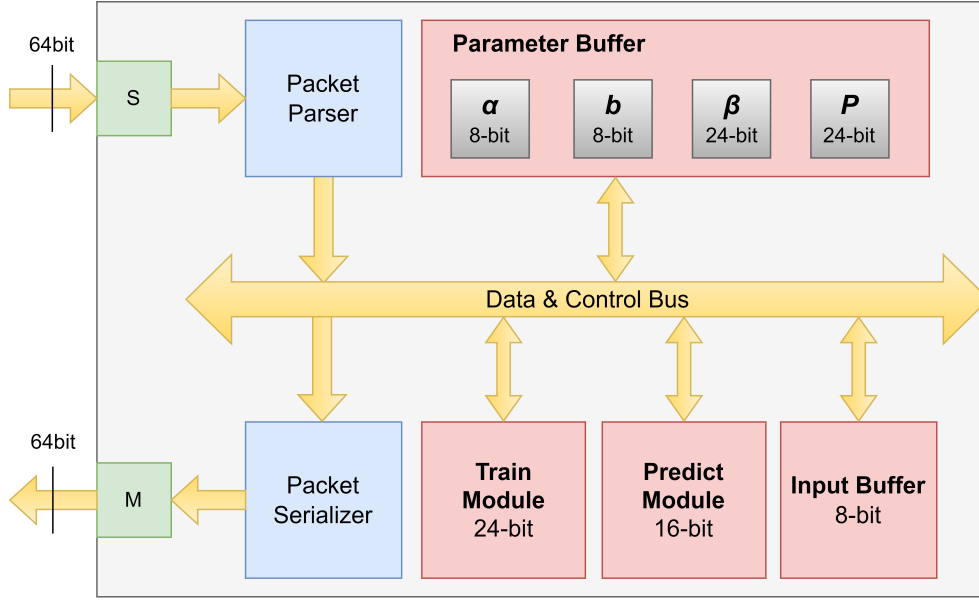 64bit
S
Packet
Parser
Parameter Buffer
α
8-bit
b
8-bit
β
24-bit
P
24-bit
Data & Control Bus
64bit
M
Packet
Serializer
Train
Module
24-bit
Predict
Module
16-bit
Input Buffer
8-bit